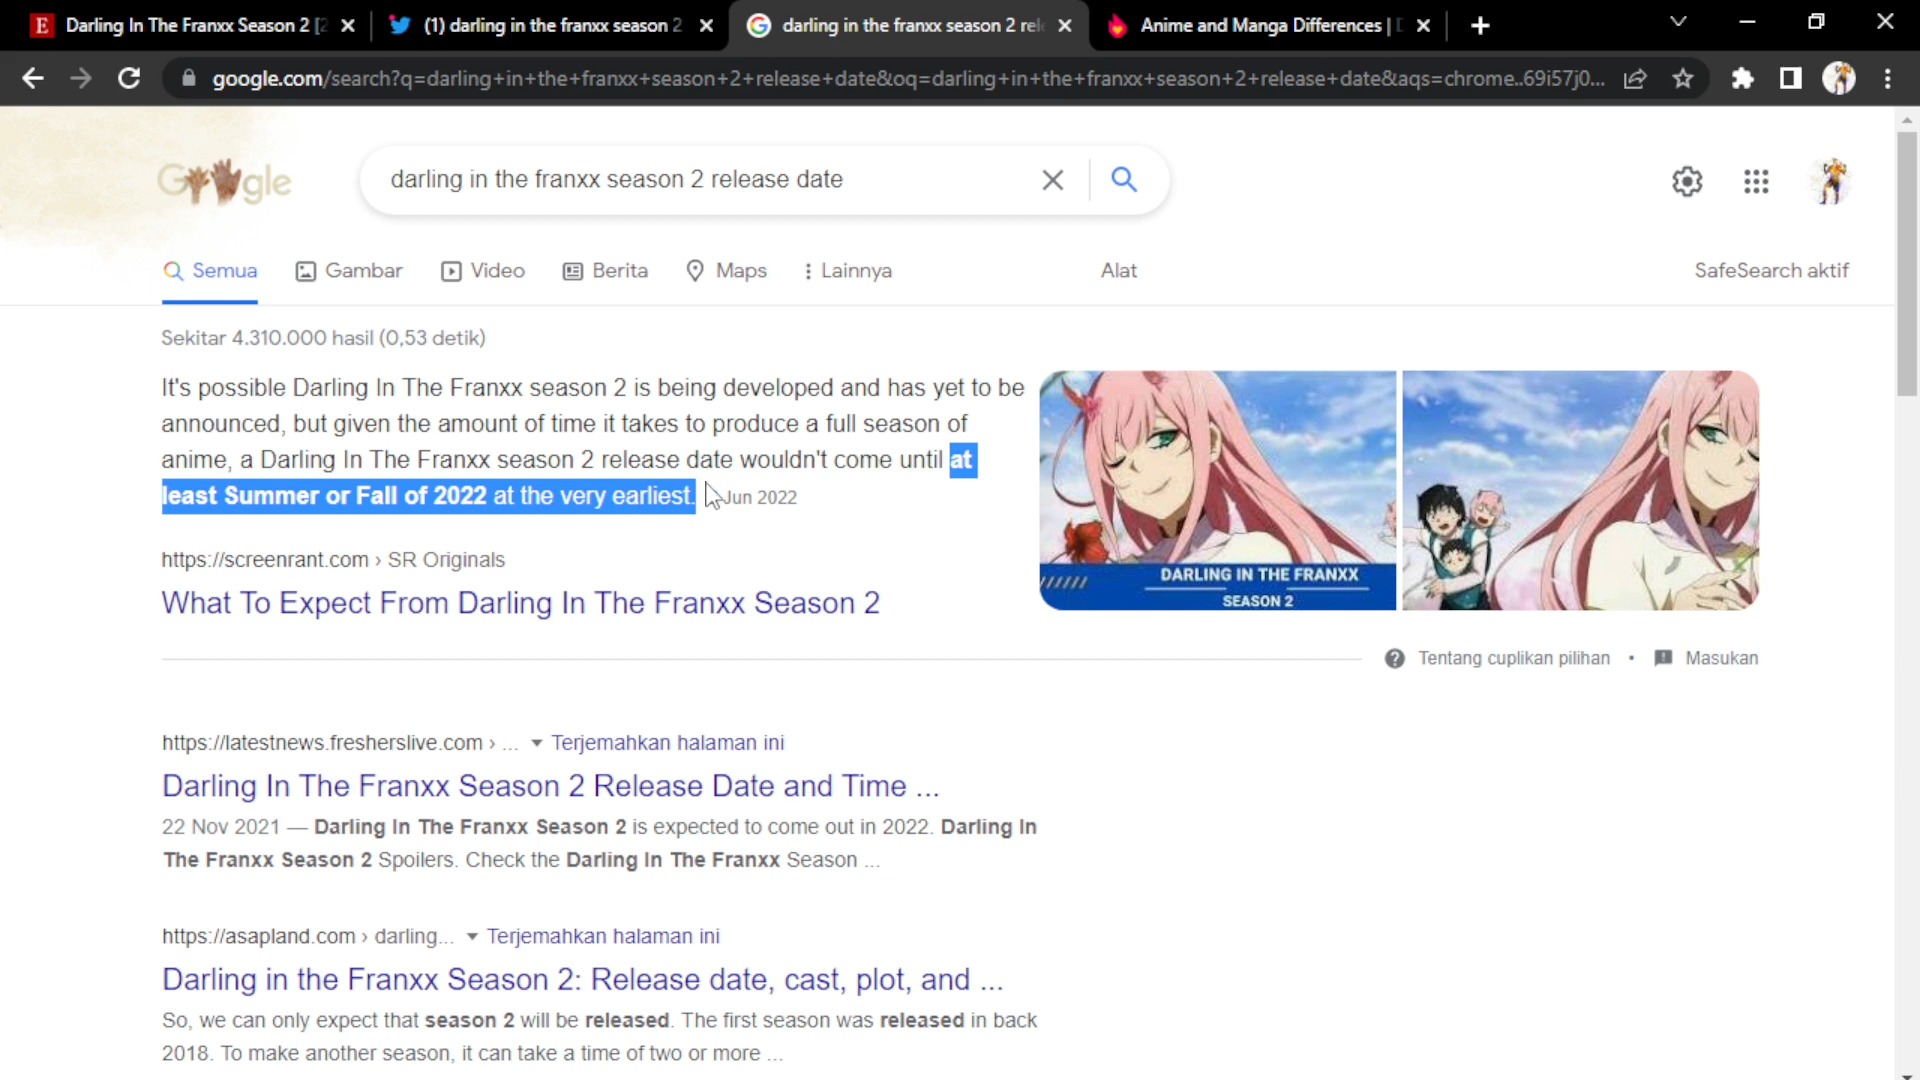 Darling In The Franxx Season 2 [2
(1) darling in the franxx season 2
darling in the franxx season 2 rel
Anime and Manga Differences |
google.com/search?q=darling+in+the+franxx+season+2+release+date&oq=darling+in+the+franxx+season+2+release+date&aqs=chrome..69i57j0...
Google
darling in the franxx season 2 release date
Semua
Gambar
Video
Berita
Maps
Lainnya
Alat
SafeSearch aktif
Sekitar 4.310.000 hasil (0,53 detik)
It's possible Darling In The Franxx season 2 is being developed and has yet to be
announced, but given the amount of time it takes to produce a full season of
anime, a Darling In The Franxx season 2 release date wouldn't come until at
least Summer or Fall of 2022 at the very earliest.
Jun 2022
DARLING IN THE FRANXX
SEASON 2
https://screenrant.com › SR Originals
What To Expect From Darling In The Franxx Season 2
Tentang cuplikan pilihan • Masukan
https://latestnews.fresherslive.com › ... Terjemahkan halaman ini
Darling In The Franxx Season 2 Release Date and Time ...
22 Nov 2021 — Darling In The Franxx Season 2 is expected to come out in 2022. Darling In
The Franxx Season 2 Spoilers. Check the Darling In The Franxx Season ...
https://asapland.com › darling... Terjemahkan halaman ini
Darling in the Franxx Season 2: Release date, cast, plot, and ...
So, we can only expect that season 2 will be released. The first season was released in back
2018. To make another season, it can take a time of two or more ...